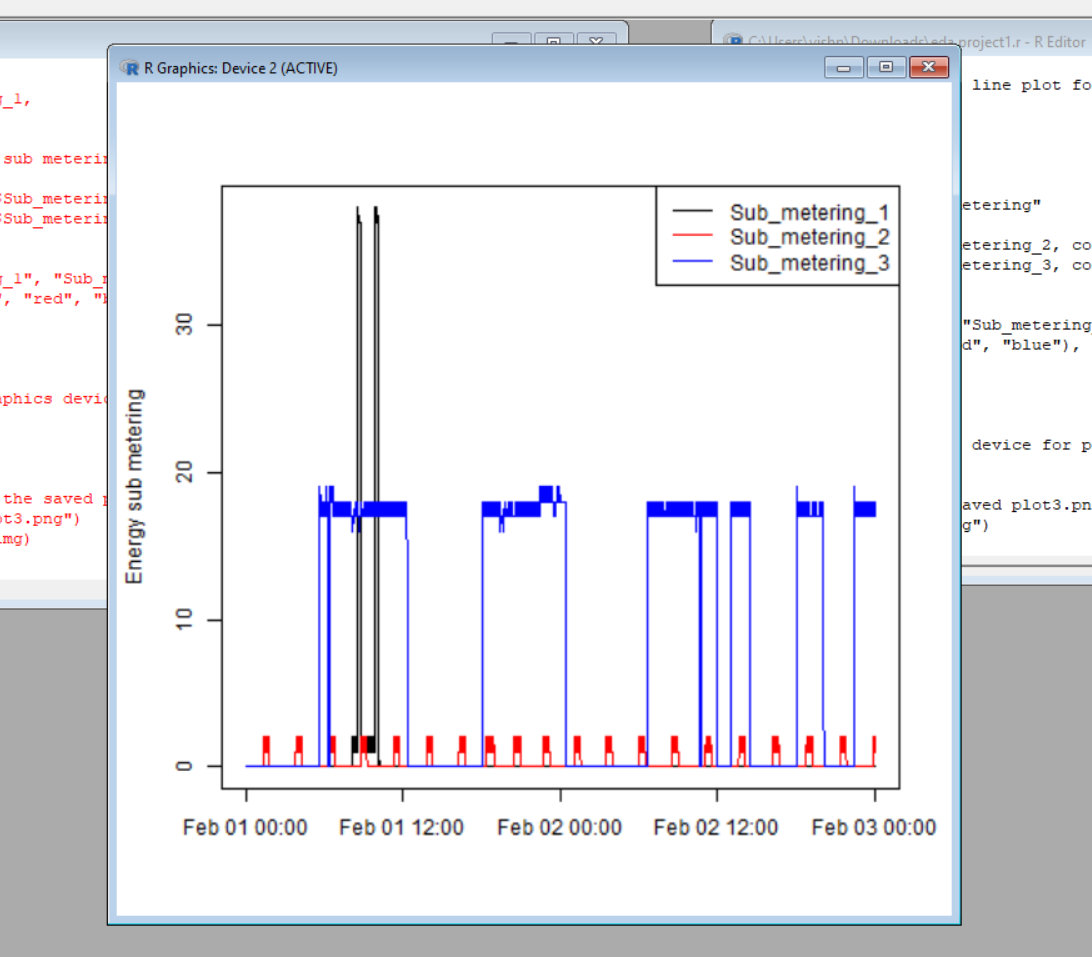 C:\Users\vishn\Downloads\eda project1.r - R Editor
R Graphics: Device 2 (ACTIVE)
g_1,
sub meterin
$Sub_meterin
$Sub_meterin
g_1", "Sub_m
", "red", "b
aphics devic
the saved p
ot3.png")
img)
Sub_metering_1
Sub_metering_2
Sub_metering_3
Energy sub metering
30
20
10
0
Feb 01 00:00 Feb 01 12:00 Feb 02 00:00 Feb 02 12:00 Feb 03 00:00
line plot fo
etering"
etering_2, co
etering_3, co
"Sub_metering
d", "blue"),
device for p
aved plot3.pn
g")